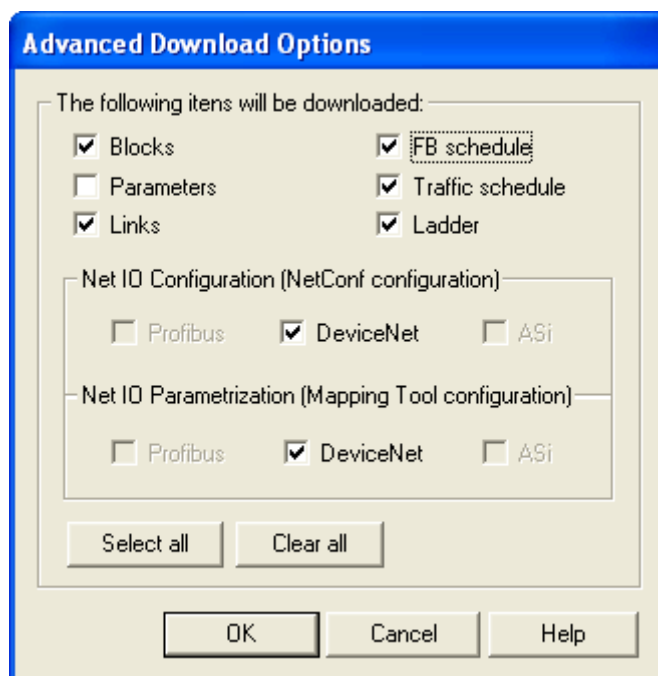 Advanced Download Options
The following itens will be downloaded:
Blocks FB schedule
Parameters Traffic schedule
Links Ladder
Net IO Configuration (NetConf configuration)
Profibus DeviceNet ASi
Net IO Parametrization (Mapping Tool configuration)
Profibus DeviceNet ASi
Select all Clear all
OK Cancel Help